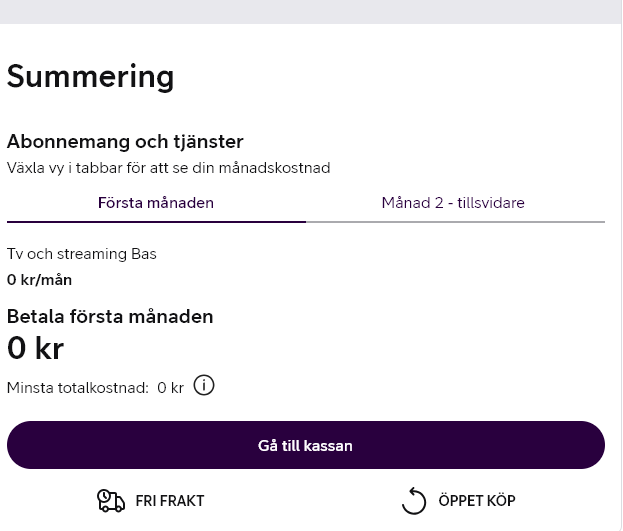 Summering
Abonnemang och tjänster
Växla vy i tabbar för att se din månadskostnad
Första månaden
Månad 2 - tillsvidare
Tv och streaming Bas
0 kr/mån
Betala första månaden
0 kr
Minsta totalkostnad: 0 kr
Gå till kassan
FRI FRAKT
ÖPPET KÖP